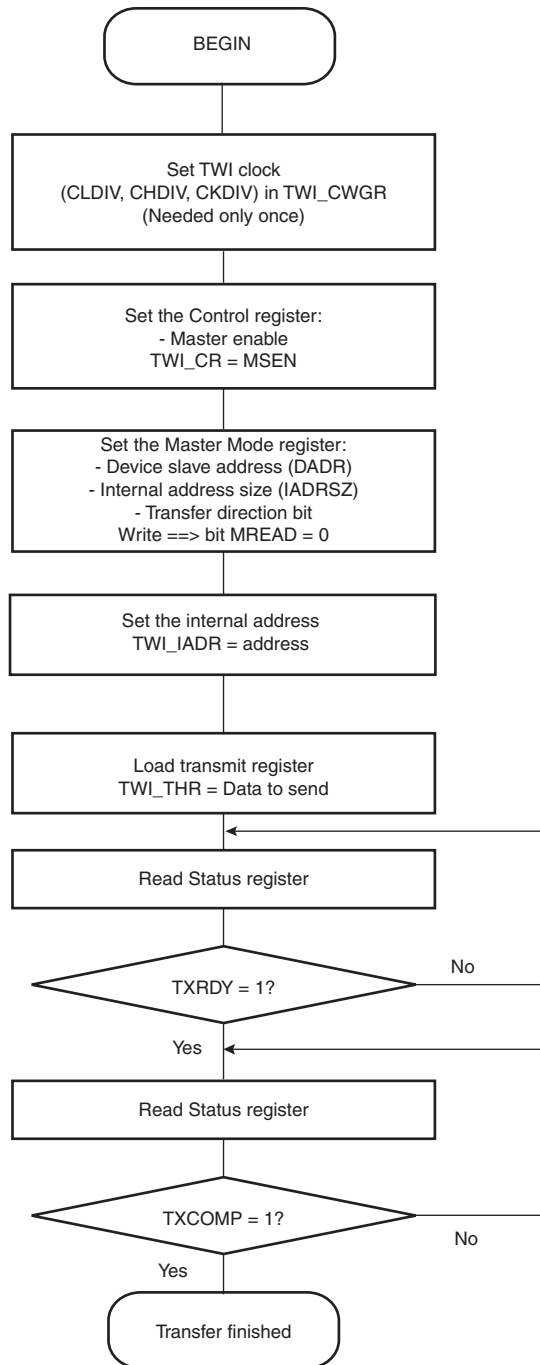 BEGIN
Set TWI clock
(CLDIV, CHDIV, CKDIV) in TWI_CWGR
(Needed only once)
Set the Control register:
- Master enable
TWI_CR = MSEN
Set the Master Mode register:
- Device slave address (DADR)
- Internal address size (IADRSZ)
- Transfer direction bit
Write ==> bit MREAD = 0
Set the internal address
TWI_IADR = address
Load transmit register
TWI_THR = Data to send
Read Status register
TXRDY = 1?
No
Yes
Read Status register
TXCOMP = 1?
No
Yes
Transfer finished